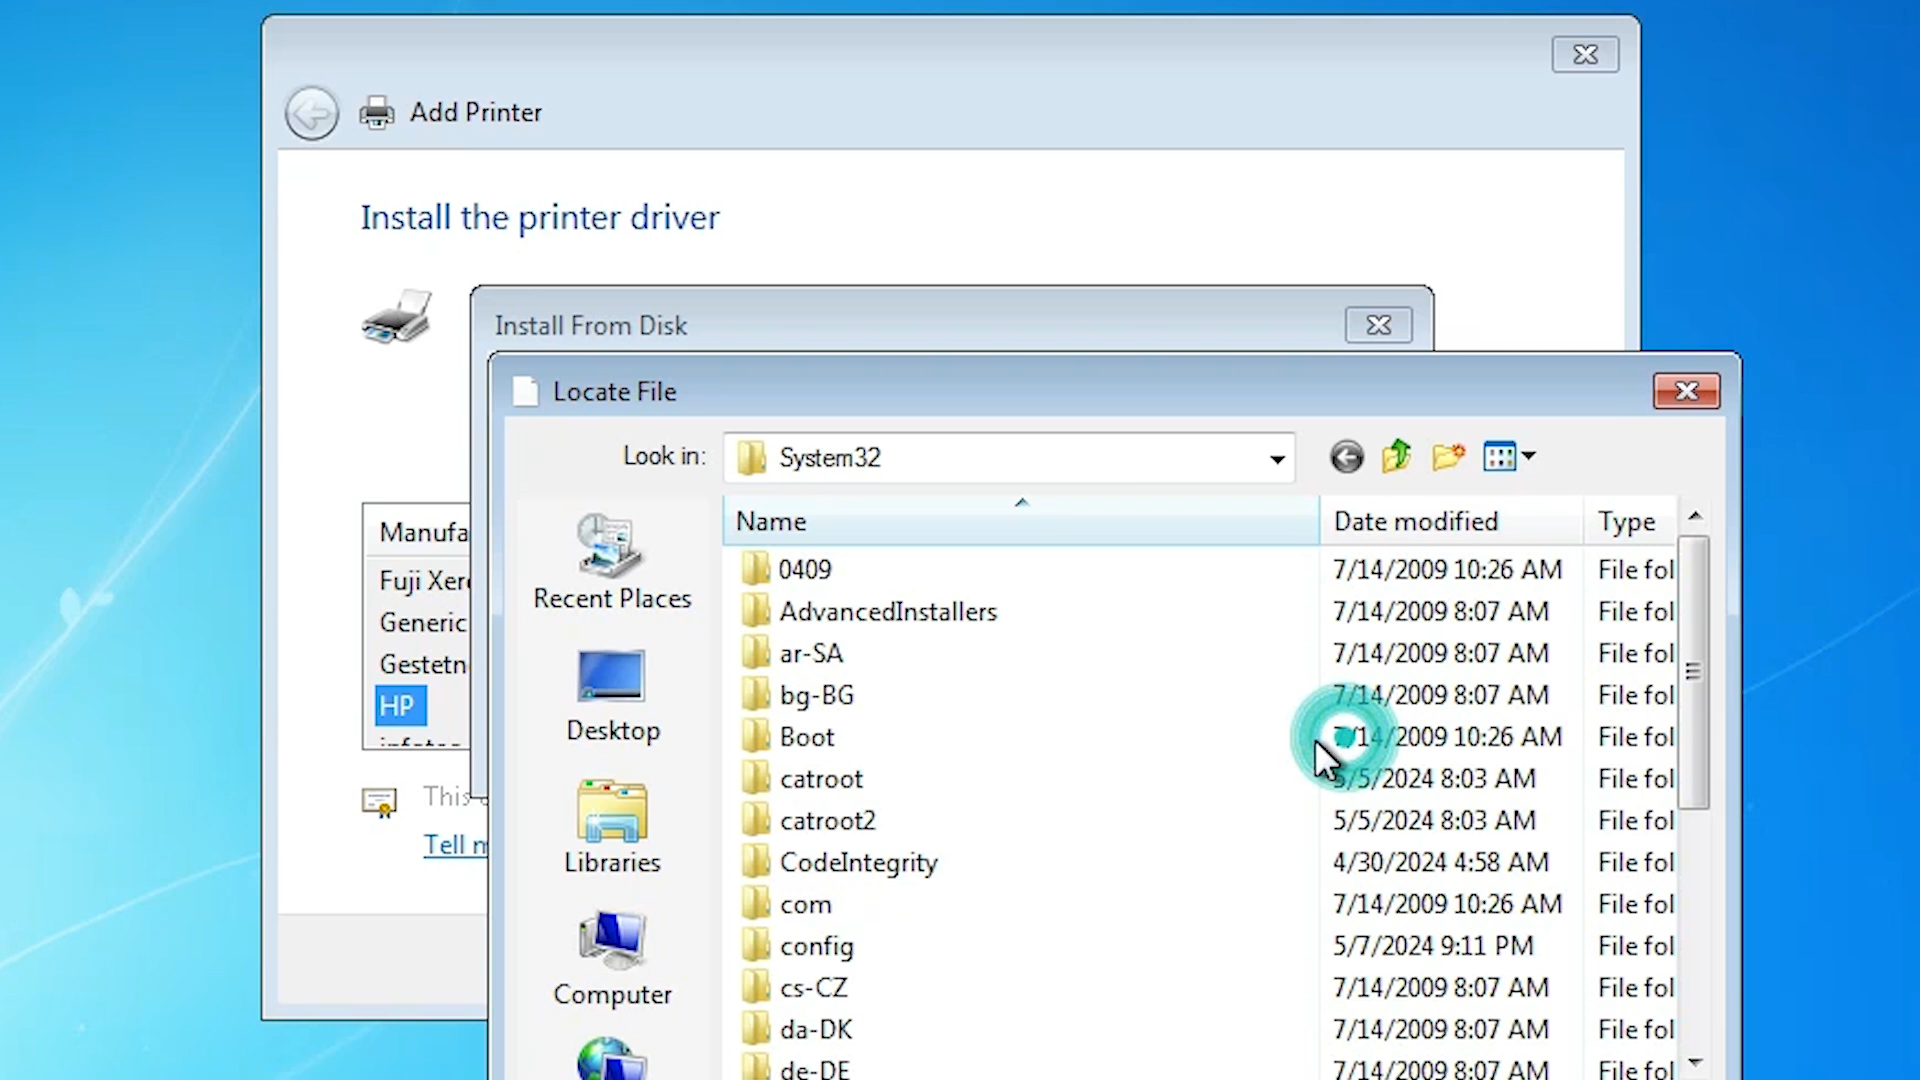 Add Printer
Install the printer driver
Install From Disk
Locate File
Look in: System32
Name Date modified Type
0409 7/14/2009 10:26 AM File fol
AdvancedInstallers 7/14/2009 8:07 AM File fol
ar-SA 7/14/2009 8:07 AM File fol
bg-BG 7/14/2009 8:07 AM File fol
Boot 7/14/2009 10:26 AM File fol
catroot 5/5/2024 8:03 AM File fol
catroot2 5/5/2024 8:03 AM File fol
CodeIntegrity 4/30/2024 4:58 AM File fol
com 7/14/2009 10:26 AM File fol
config 5/7/2024 9:11 PM File fol
cs-CZ 7/14/2009 8:07 AM File fol
da-DK 7/14/2009 8:07 AM File fol
de-DE 7/14/2009 8:07 AM File fol
Recent Places
Desktop
Libraries
Computer
Manufa
Fuji Xer
Generic
Gestetn
HP
This
Tell m